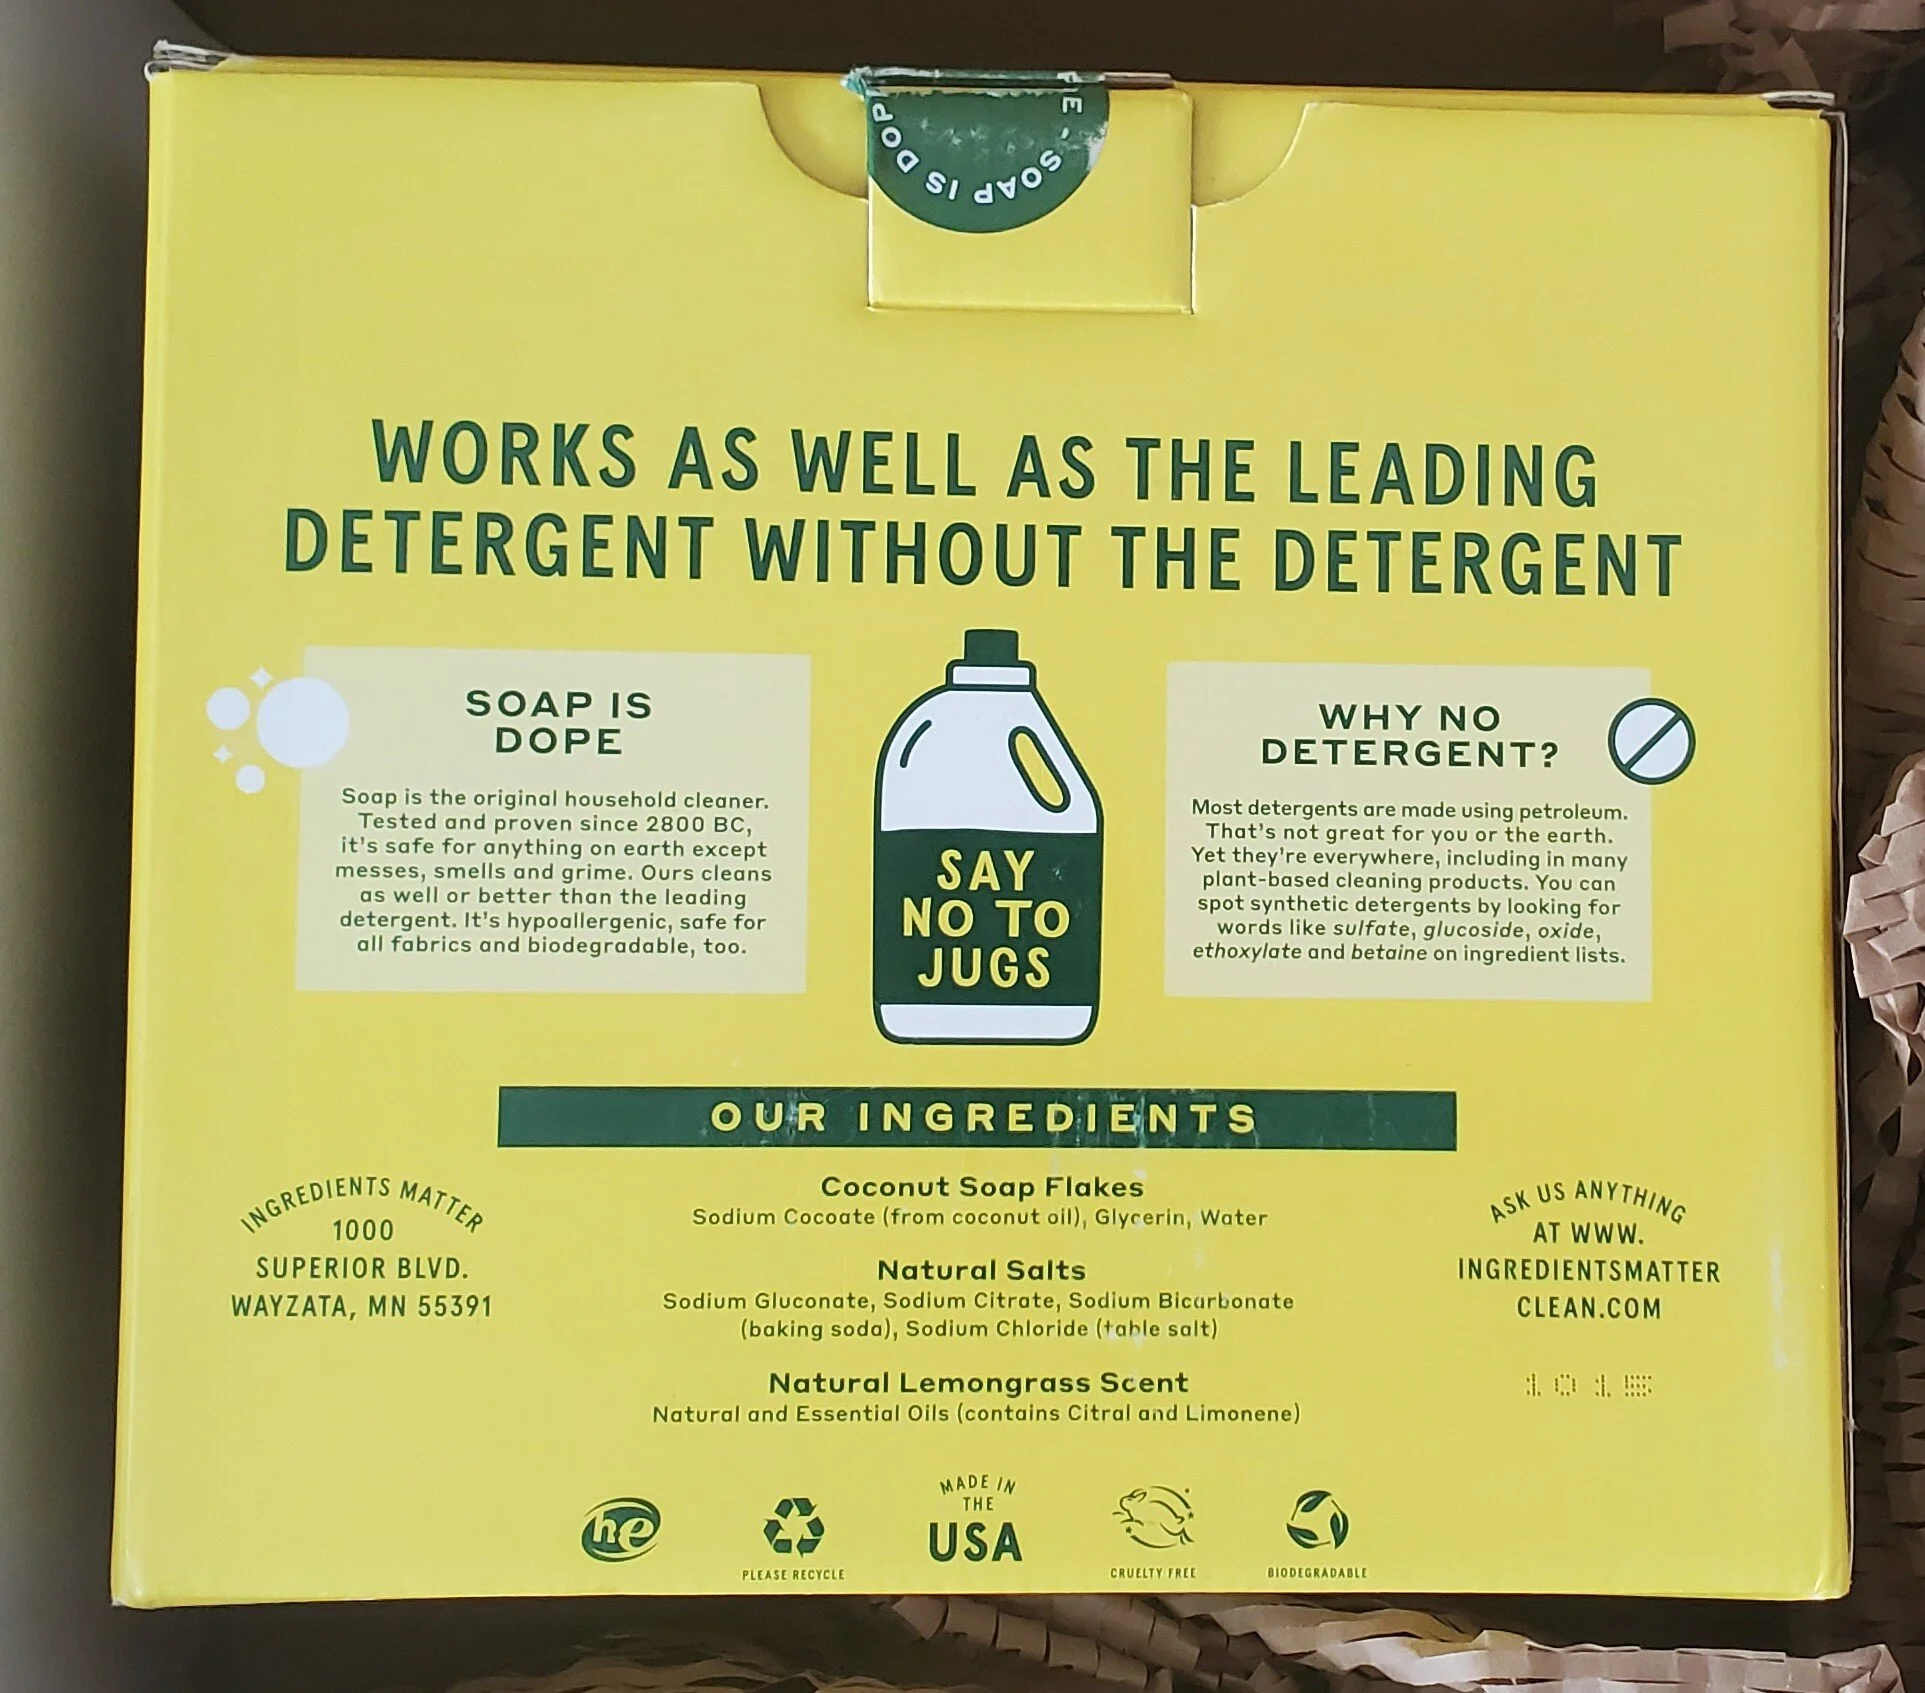 SOAP IS DOP
E · SOAP IS DOP
WORKS AS WELL AS THE LEADING
DETERGENT WITHOUT THE DETERGENT
SOAP IS
DOPE
Soap is the original household cleaner.
Tested and proven since 2800 BC,
it's safe for anything on earth except
messes, smells and grime. Ours cleans
as well or better than the leading
detergent. It's hypoallergenic, safe for
all fabrics and biodegradable, too.
SAY
NO TO
JUGS
WHY NO
DETERGENT?
Most detergents are made using petroleum.
That's not great for you or the earth.
Yet they're everywhere, including in many
plant-based cleaning products. You can
spot synthetic detergents by looking for
words like sulfate, glucoside, oxide,
ethoxylate and betaine on ingredient lists.
OUR INGREDIENTS
INGREDIENTS MATTER
1000
SUPERIOR BLVD.
WAYZATA, MN 55391
Coconut Soap Flakes
Sodium Cocoate (from coconut oil), Glycerin, Water
Natural Salts
Sodium Gluconate, Sodium Citrate, Sodium Bicarbonate
(baking soda), Sodium Chloride (table salt)
Natural Lemongrass Scent
Natural and Essential Oils (contains Citral and Limonene)
ASK US ANYTHING
AT WWW.
INGREDIENTSMATTER
CLEAN.COM
1015
he
PLEASE RECYCLE
MADE IN
THE
USA
CRUELTY FREE
BIODEGRADABLE